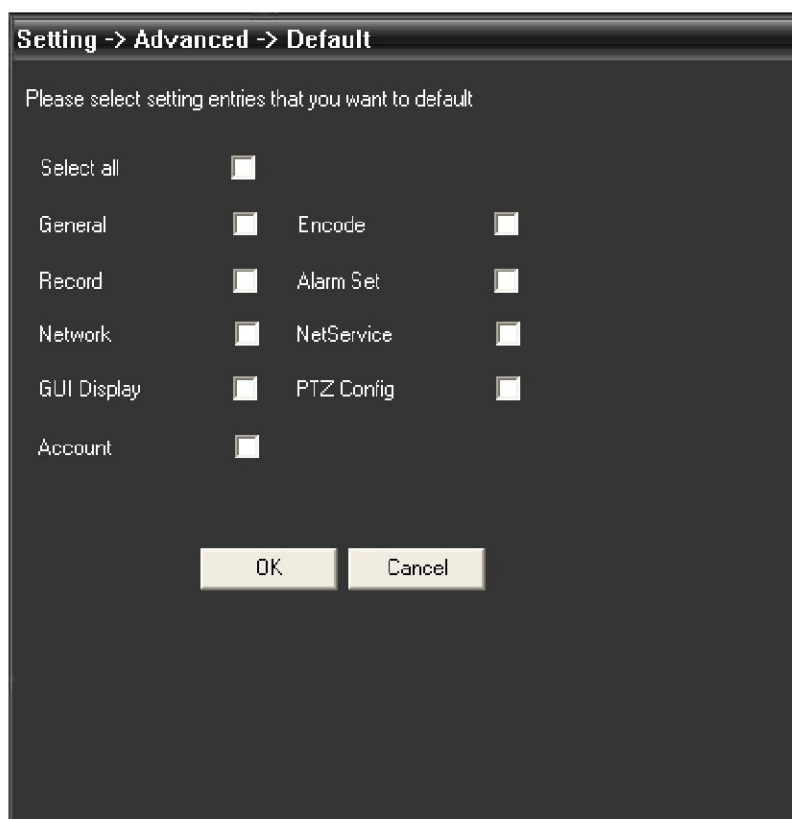 Setting -> Advanced -> Default
Please select setting entries that you want to default
Select all
General Encode
Record Alarm Set
Network NetService
GUI Display PTZ Config
Account
OK Cancel